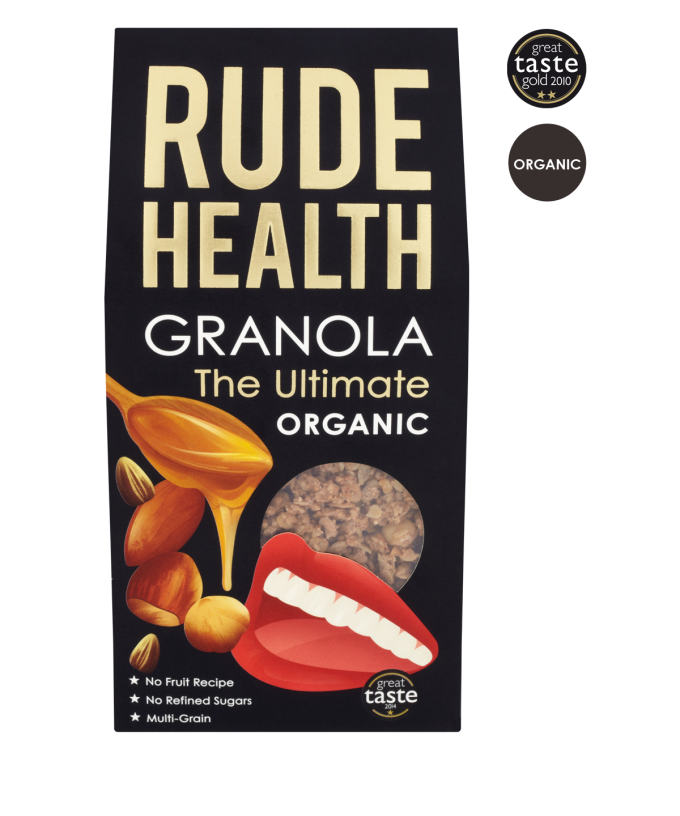 RUDE
HEALTH
GRANOLA
The Ultimate
ORGANIC
★ No Fruit Recipe
★ No Refined Sugars
★ Multi-Grain
great
taste
2014
great
taste
gold 2010
ORGANIC